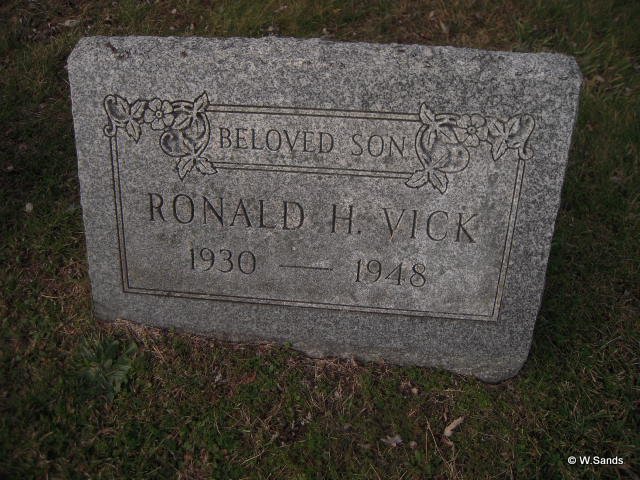 BELOVED SON
RONALD H. VICK
1930 — 1948
© W.Sands